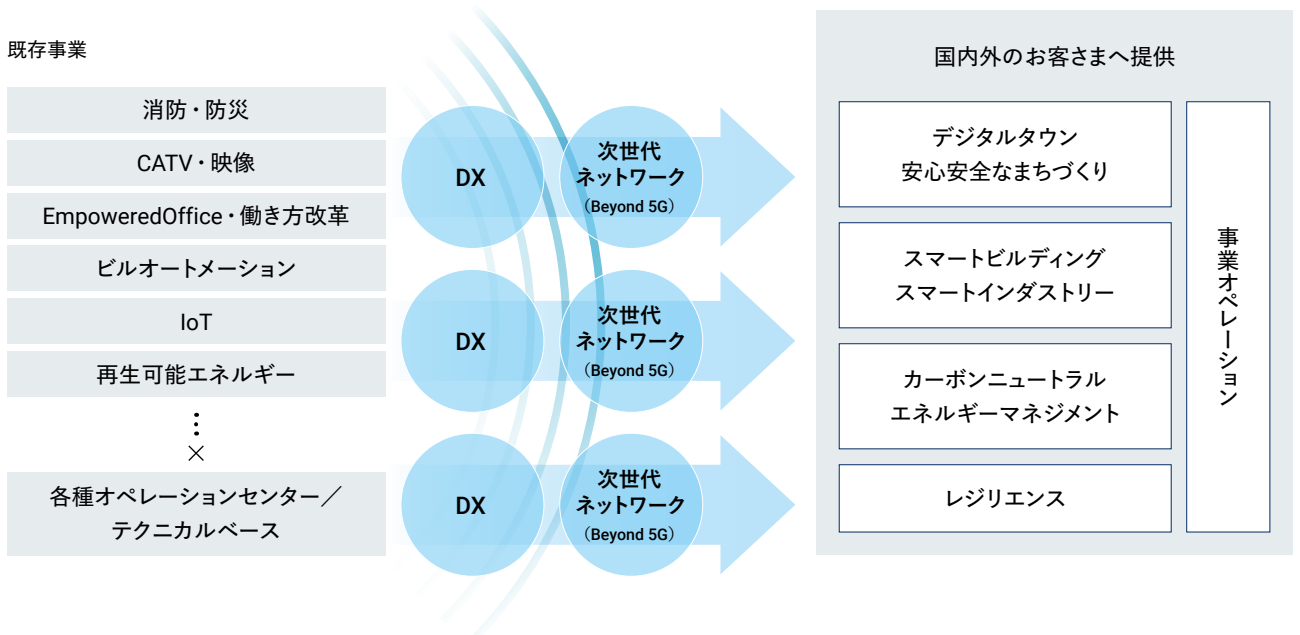 既存事業
消防・防災
CATV・映像
EmpoweredOffice・働き方改革
ビルオートメーション
IoT
再生可能エネルギー
⋮
×
各種オペレーションセンター／
テクニカルベース
DX
次世代
ネットワーク
（Beyond 5G）
DX
次世代
ネットワーク
（Beyond 5G）
DX
次世代
ネットワーク
（Beyond 5G）
国内外のお客さまへ提供
デジタルタウン
安心安全なまちづくり
スマートビルディング
スマートインダストリー
カーボンニュートラル
エネルギーマネジメント
レジリエンス
事業オペレーション